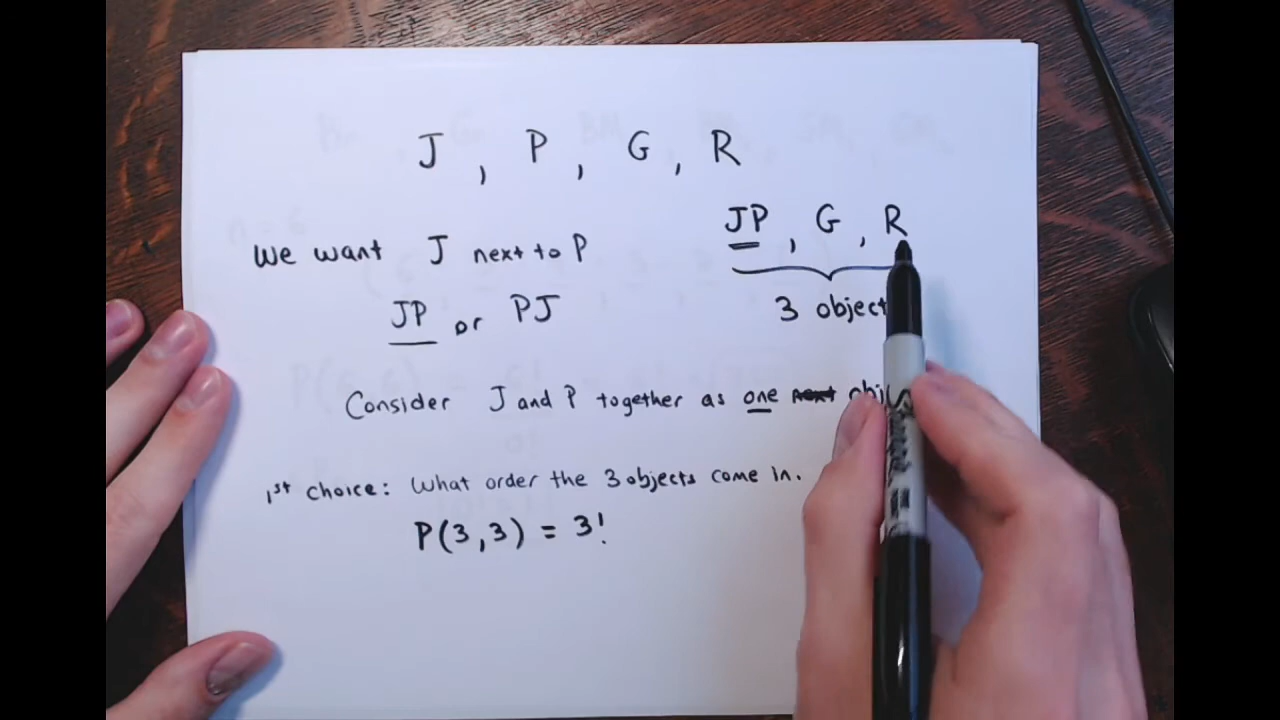 J , P , G , R
JP , G , R
We want J next to P
JP or PJ
3 object
Consider J and P together as one
1st choice: What order the 3 objects come in.
P(3,3) = 3!